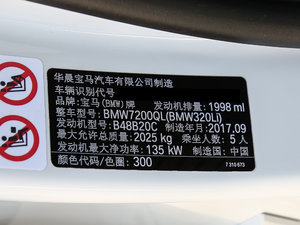 华晨宝马汽车有限公司制造
车辆识别代号
品牌：宝马(BMW)牌 发动机排量：1998 ml
整车型号：BMW7200QL(BMW320Li)
发动机型号：B48B20C 制造年月：2017.09
最大允许总质量：2025 kg 乘坐人数：5人
发动机最大净功率：135 kW 制造国：中国
颜色代码/色圈：300
7 310 673